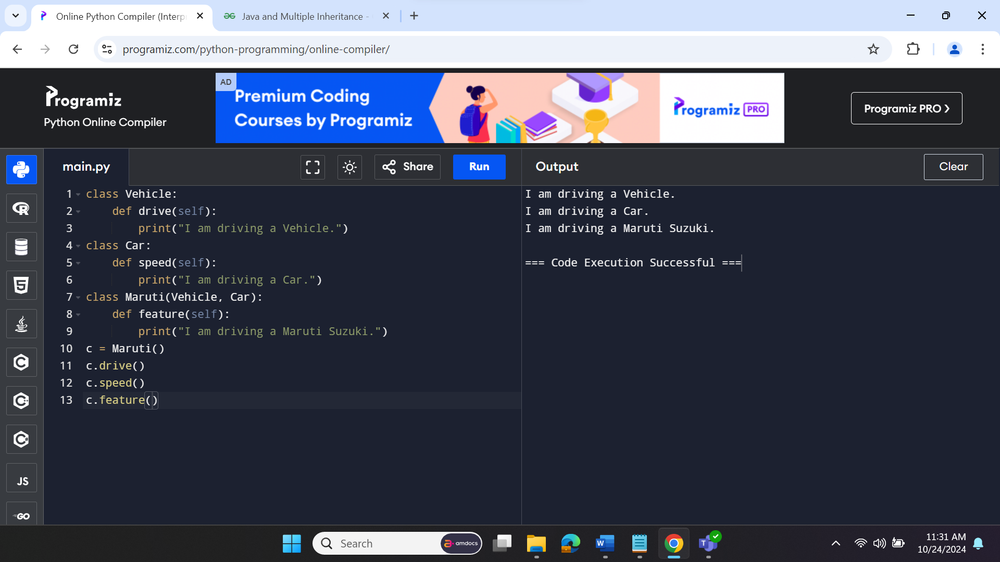 Online Python Compiler (Interp
Java and Multiple Inheritance -
programiz.com/python-programming/online-compiler/
Programiz
Python Online Compiler
AD
Premium Coding
Courses by Programiz
Programiz PRO
Programiz PRO ❯
main.py
Share
Run
Output
Clear
1 class Vehicle:
2     def drive(self):
3         print("I am driving a Vehicle.")
4 class Car:
5     def speed(self):
6         print("I am driving a Car.")
7 class Maruti(Vehicle, Car):
8     def feature(self):
9         print("I am driving a Maruti Suzuki.")
10 c = Maruti()
11 c.drive()
12 c.speed()
13 c.feature()
I am driving a Vehicle.
I am driving a Car.
I am driving a Maruti Suzuki.
=== Code Execution Successful ===
R
5
C
C++
C#
JS
GO
Search
amdocs
W
T
11:31 AM
10/24/2024